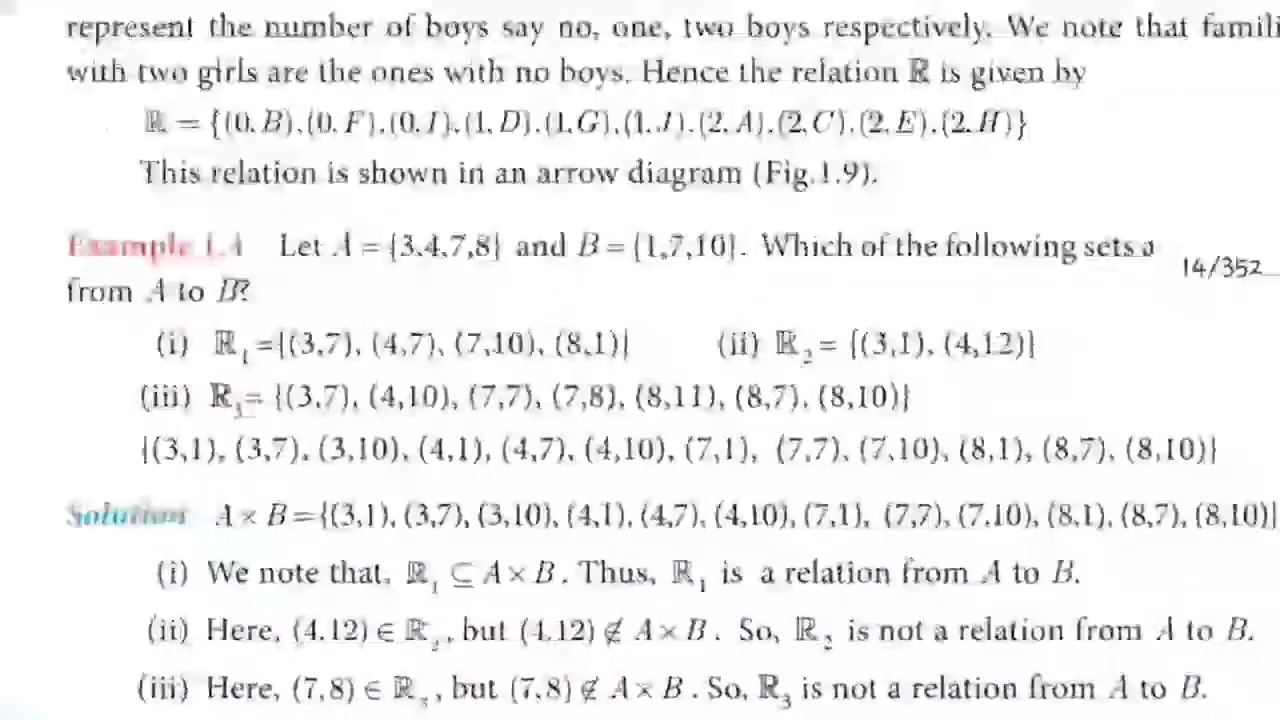 represent the number of boys say no, one, two boys respectively. We note that famili
with two girls are the ones with no boys. Hence the relation ℝ is given by
ℝ = {(0,B),(0,F),(0,I),(1,D),(1,G),(1,J),(2,A),(2,C),(2,E),(2,H)}
This relation is shown in an arrow diagram (Fig.1.9).
Example 1.4 Let A = {3,4,7,8} and B = {1,7,10}. Which of the following sets a
14/352
from A to B?
(i) ℝ₁ ={(3,7), (4,7), (7,10), (8,1)} (ii) ℝ₂ = {(3,1), (4,12)}
(iii) ℝ₃= {(3,7), (4,10), (7,7), (7,8), (8,11), (8,7), (8,10)}
{(3,1), (3,7), (3,10), (4,1), (4,7), (4,10), (7,1), (7,7), (7,10), (8,1), (8,7), (8,10)}
Solution A × B={(3,1), (3,7), (3,10), (4,1), (4,7), (4,10), (7,1), (7,7), (7,10), (8,1), (8,7), (8,10)}
(i) We note that, ℝ₁ ⊆ A × B. Thus, ℝ₁ is a relation from A to B.
(ii) Here, (4,12) ∈ ℝ₂, but (4,12) ∉ A × B. So, ℝ₂ is not a relation from A to B.
(iii) Here, (7,8) ∈ ℝ₃, but (7,8) ∉ A × B. So, ℝ₃ is not a relation from A to B.